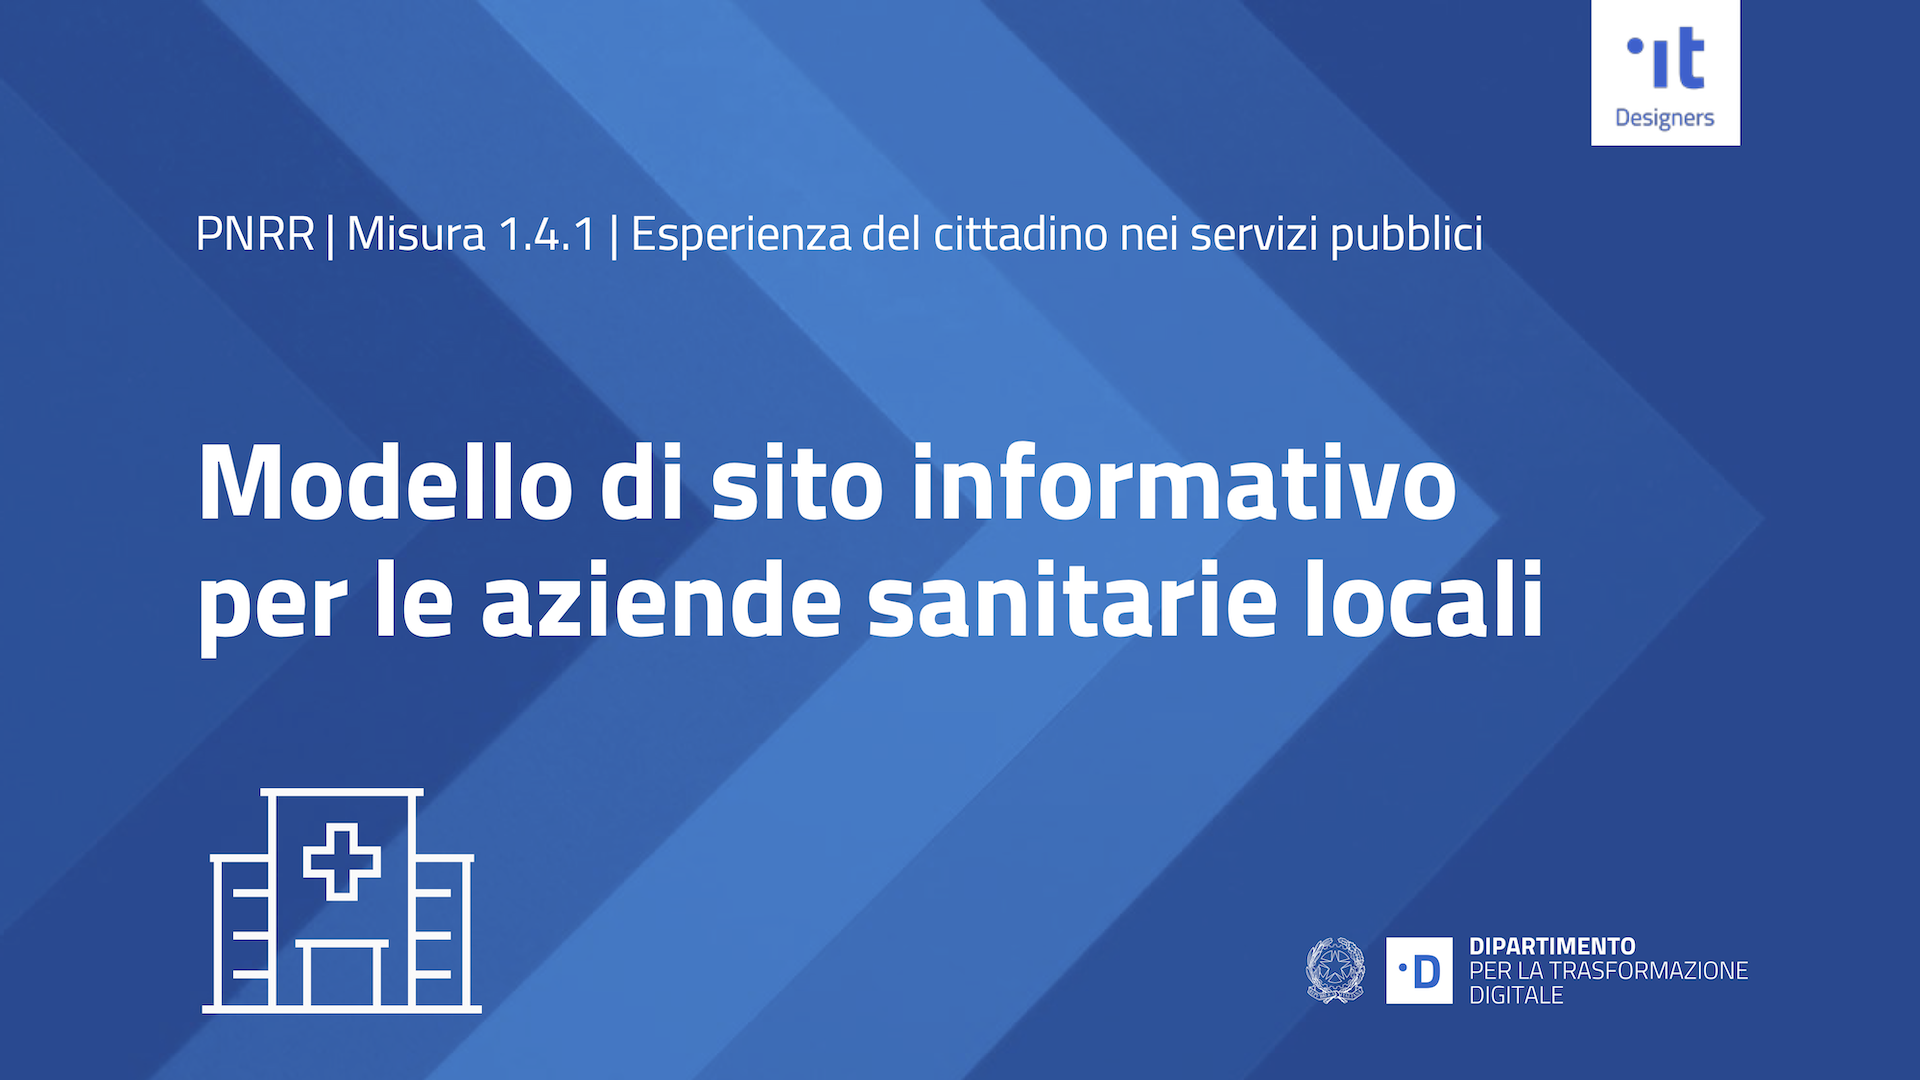 ·it
Designers
PNRR | Misura 1.4.1 | Esperienza del cittadino nei servizi pubblici
Modello di sito informativo
per le aziende sanitarie locali
·D
DIPARTIMENTO
PER LA TRASFORMAZIONE
DIGITALE